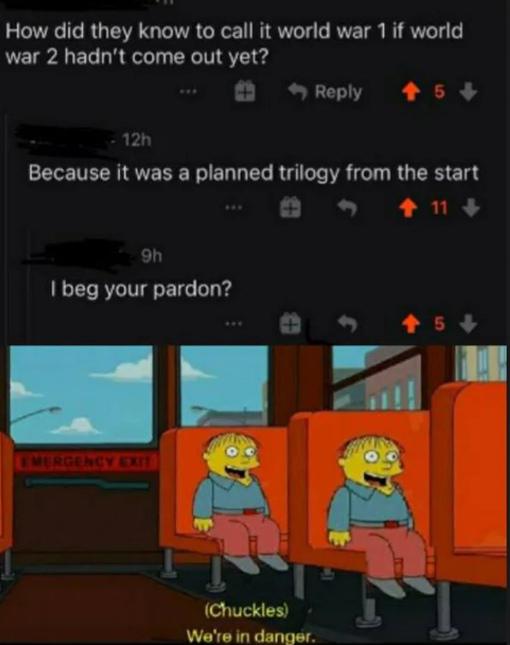 How did they know to call it world war 1 if world
war 2 hadn't come out yet?
... Reply 5
12h
Because it was a planned trilogy from the start
... 11
9h
I beg your pardon?
... 5
EMERGENCY EXIT
(Chuckles)
We're in danger.